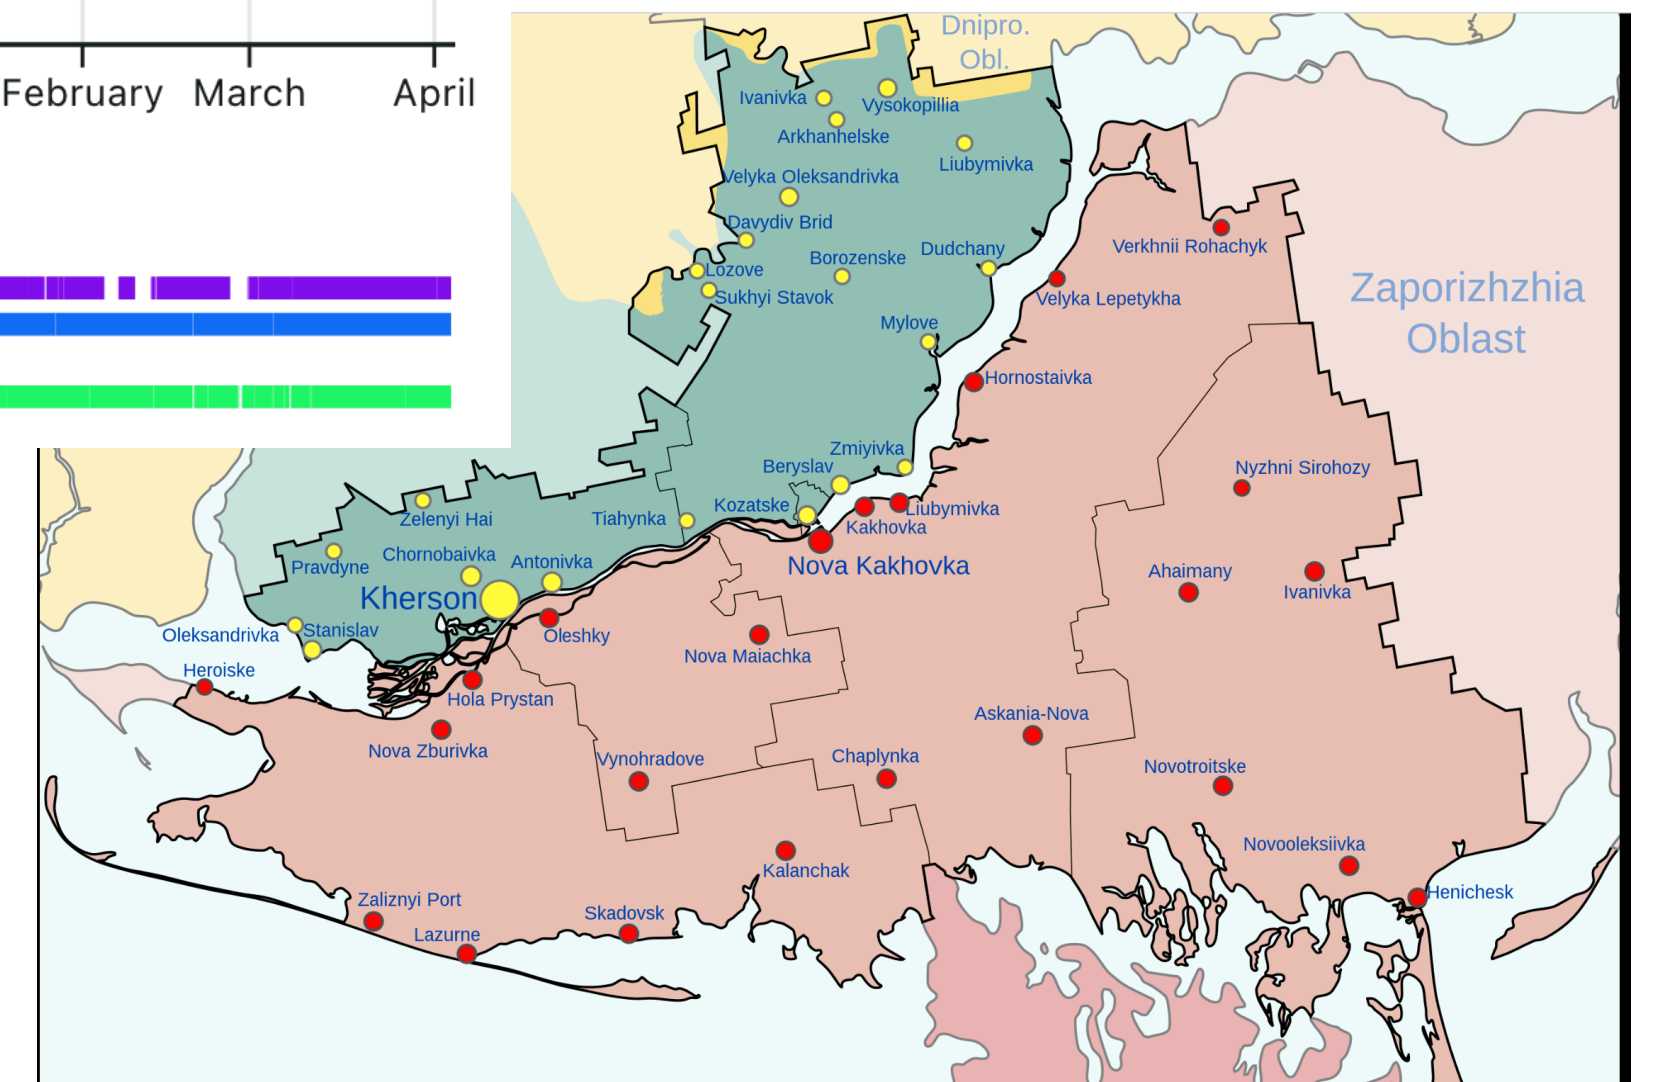 February March April
Dnipro.
Obl.
Ivanivka
Vysokopillia
Arkhanhelske
Liubymivka
Velyka Oleksandrivka
Davydiv Brid
Verkhnii Rohachyk
Dudchany
Borozenske
Lozove
Sukhyi Stavok
Velyka Lepetykha
Zaporizhzhia
Oblast
Mylove
Hornostaivka
Zmiyivka
Beryslav
Nyzhni Sirohozy
Kozatske
Liubymivka
Tiahynka
Zelenyi Hai
Kakhovka
Chornobaivka
Antonivka
Pravdyne
Nova Kakhovka
Ahaimany
Ivanivka
Kherson
Stanislav
Oleksandrivka
Oleshky
Nova Maiachka
Heroiske
Hola Prystan
Askania-Nova
Nova Zburivka
Vynohradove
Chaplynka
Novotroitske
Novooleksiivka
Kalanchak
Henichesk
Zaliznyi Port
Skadovsk
Lazurne